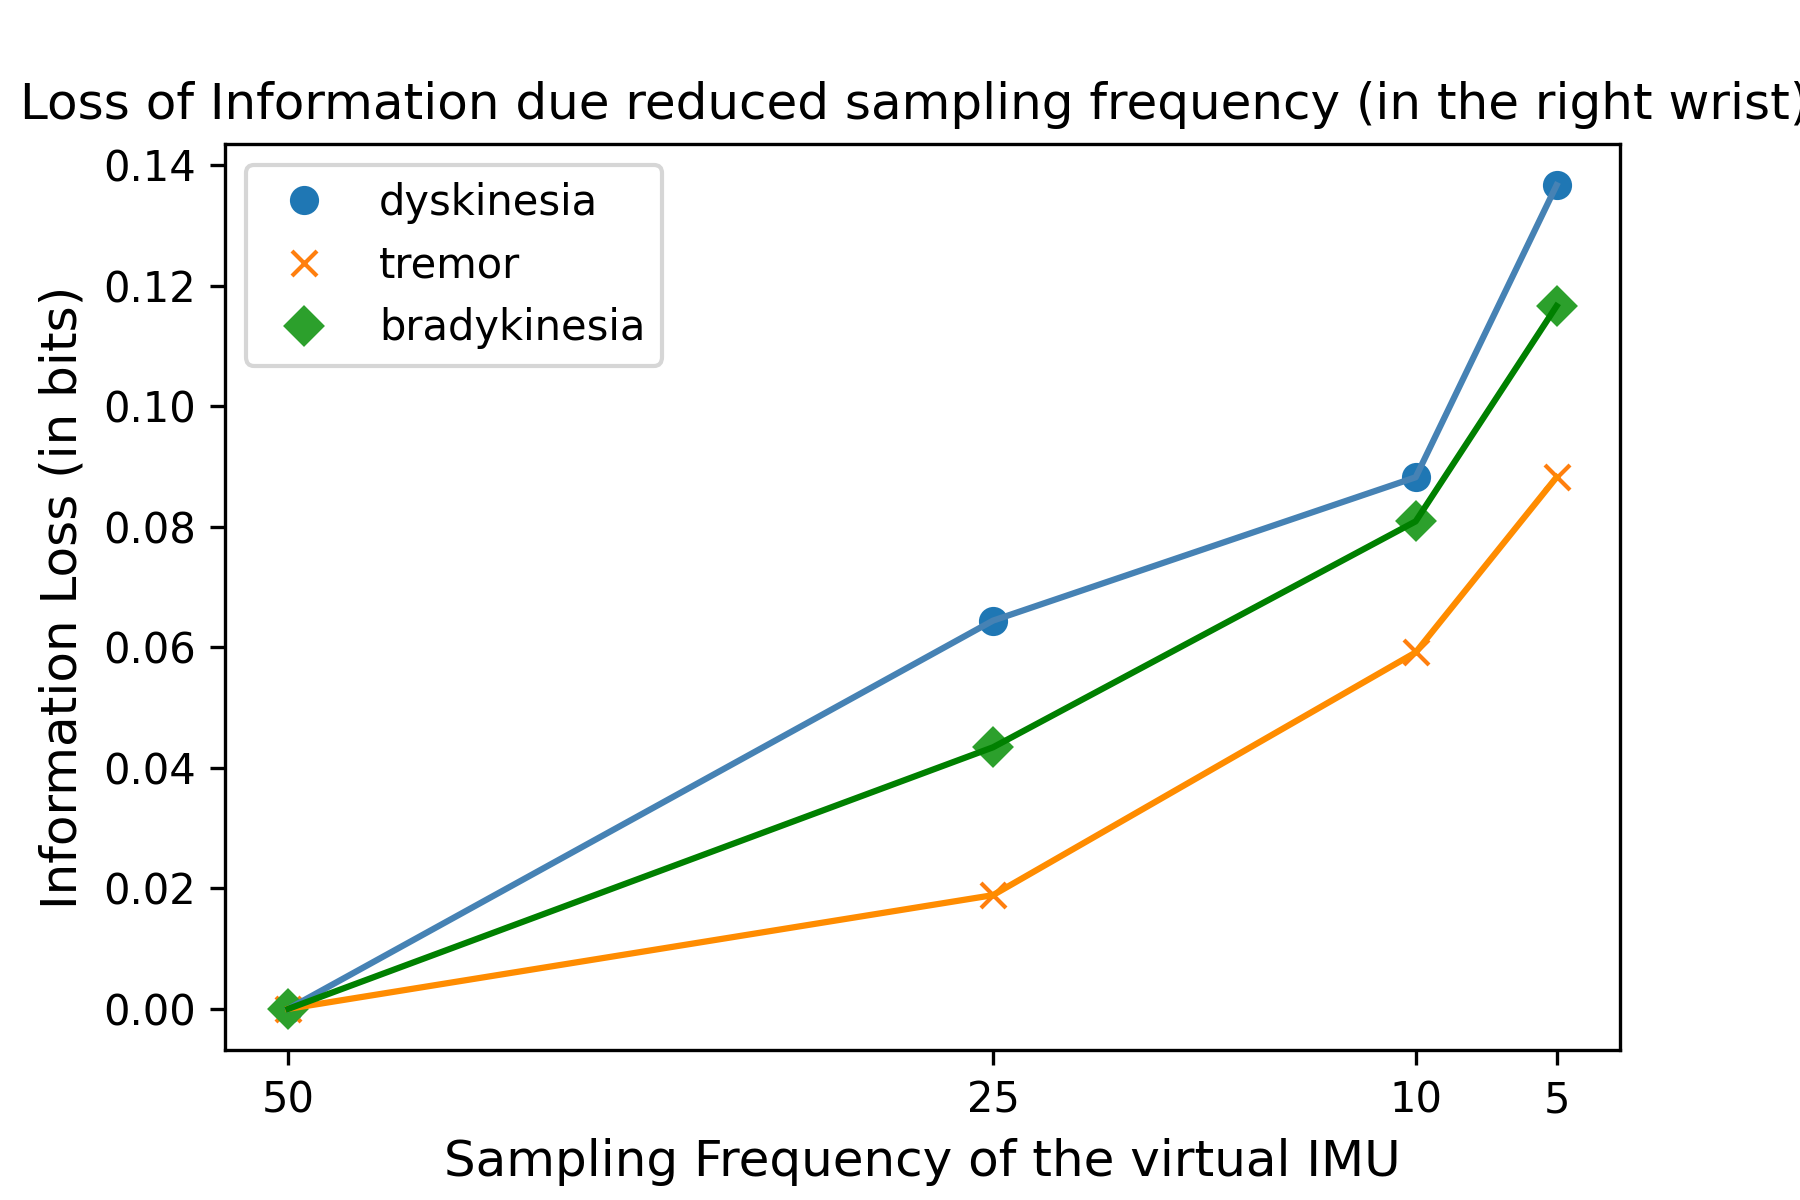 Loss of Information due reduced sampling frequency (in the right wrist)
0.14
0.12
0.10
0.08
0.06
0.04
0.02
0.00
Information Loss (in bits)
dyskinesia
tremor
bradykinesia
50
25
10
5
Sampling Frequency of the virtual IMU